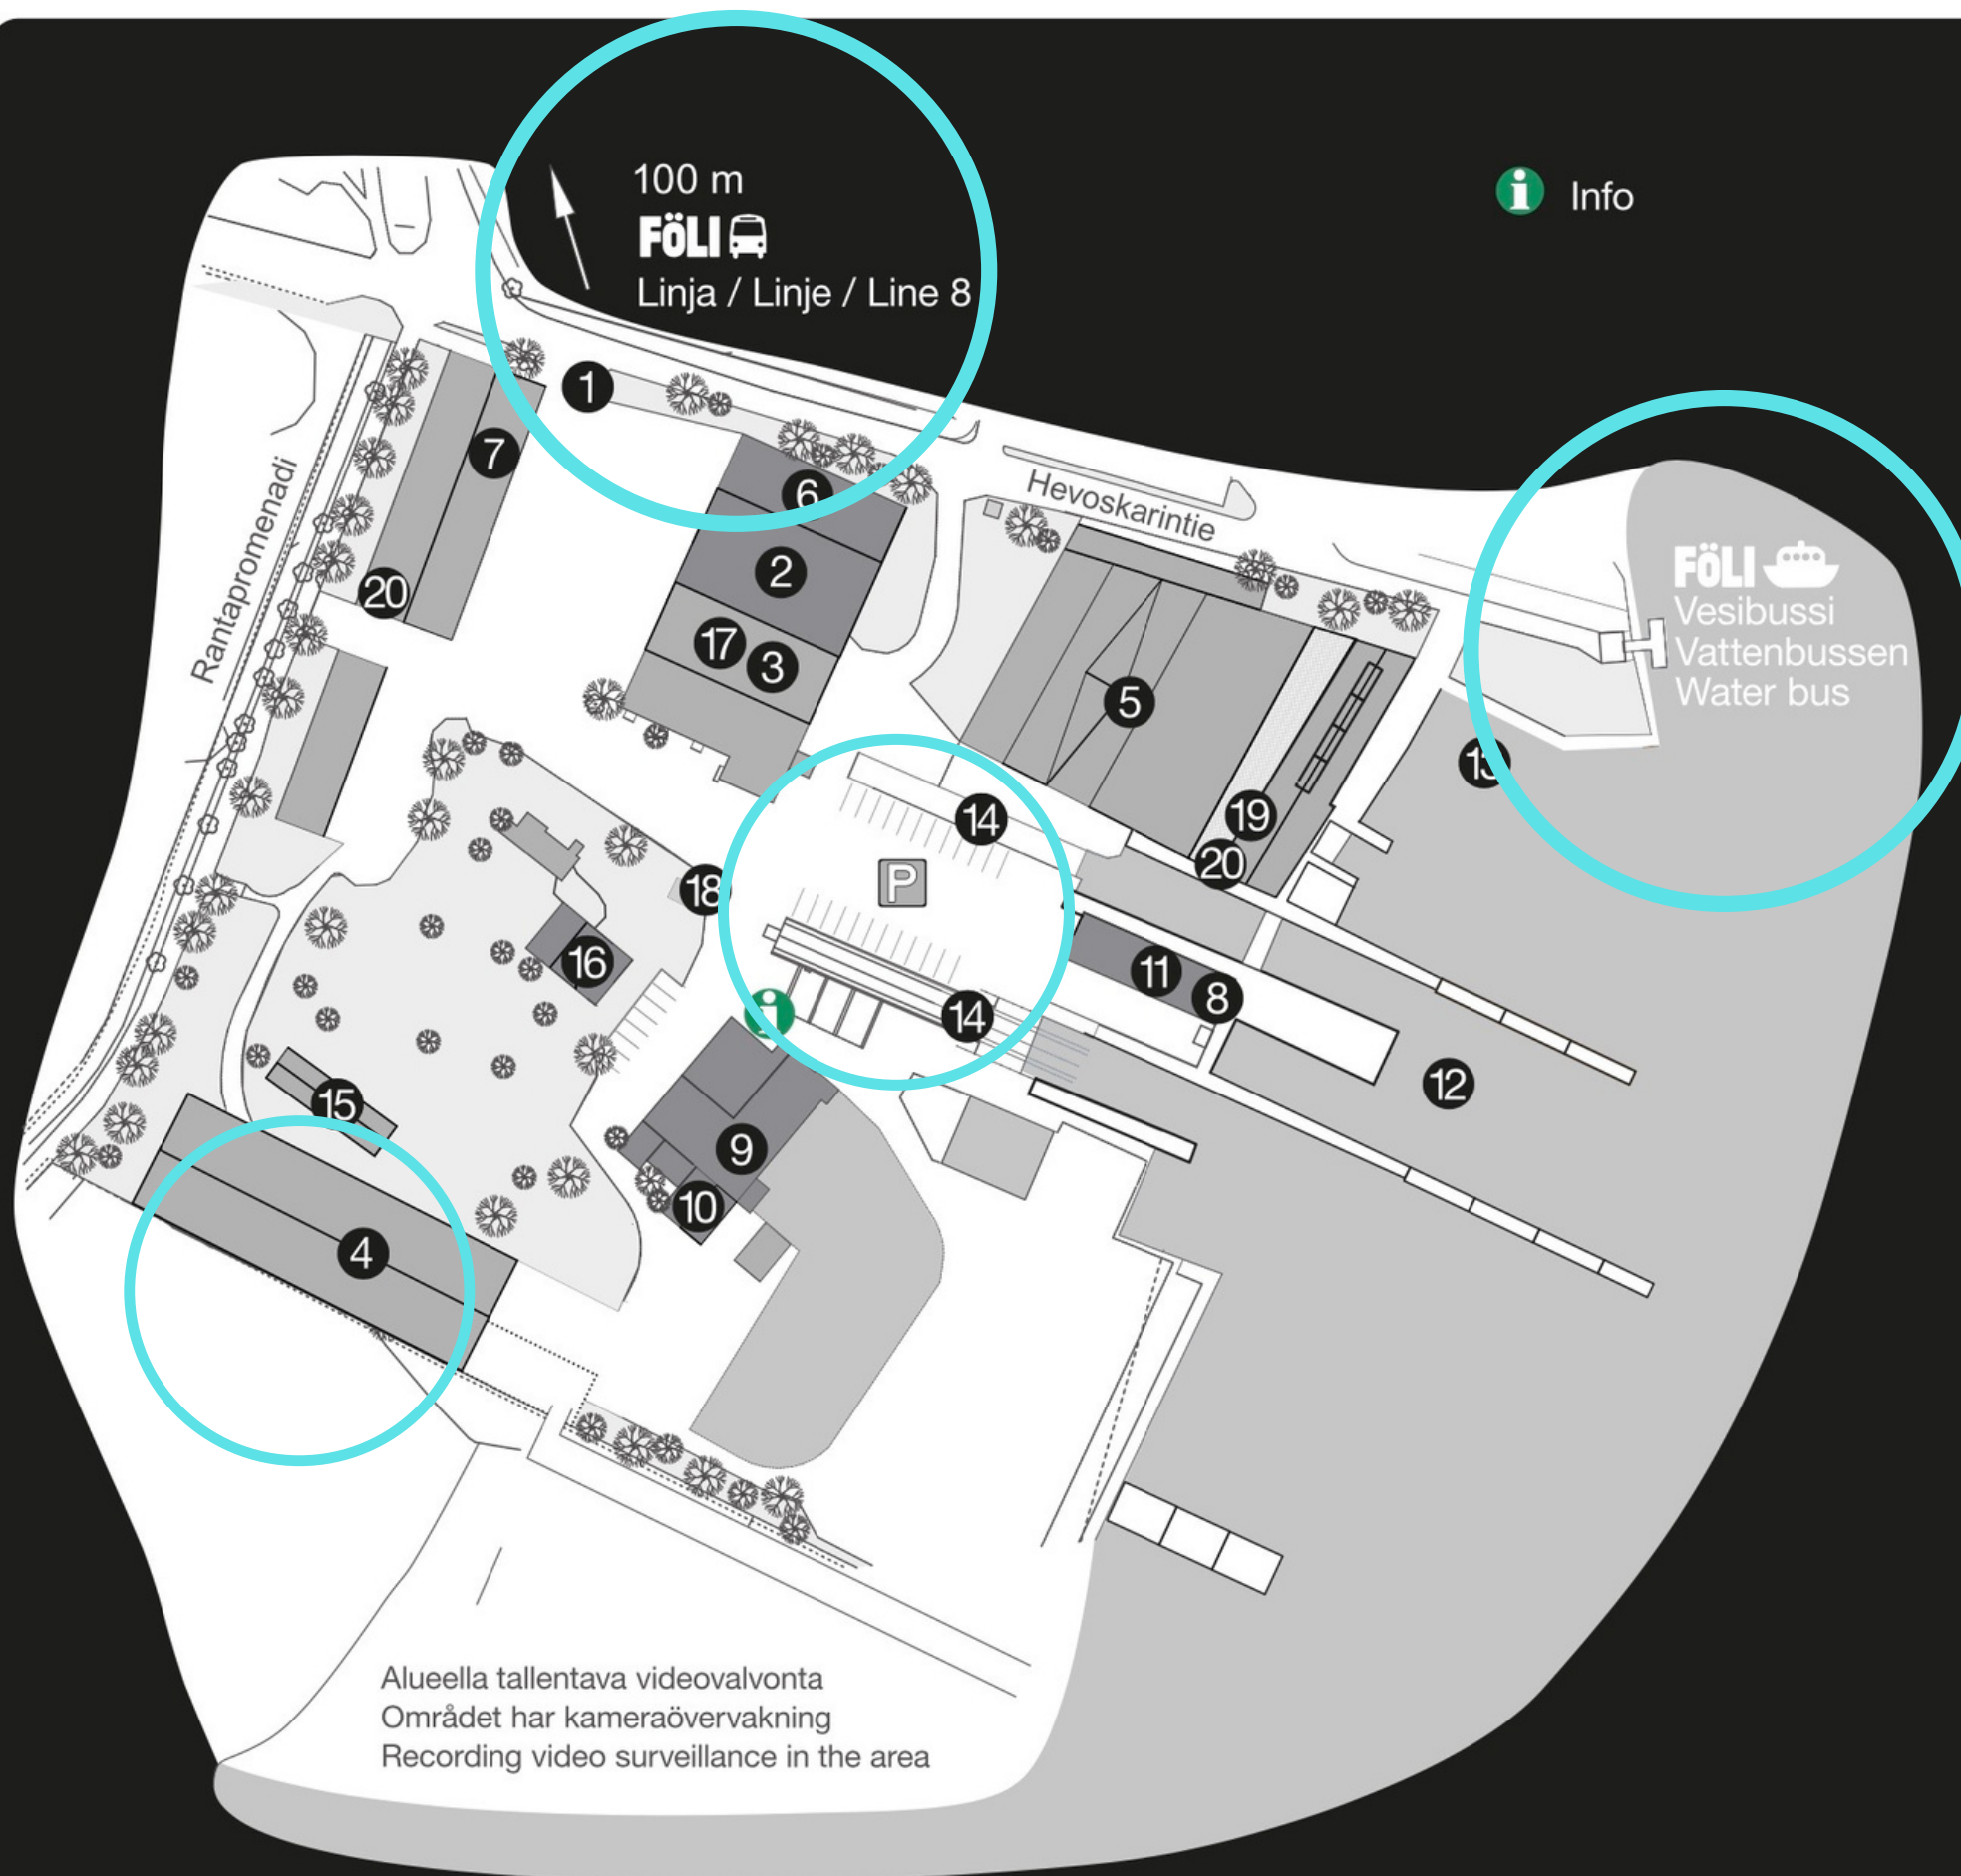 100 m
FÖLI
Linja / Linje / Line 8
i Info
1
7
6
Hevoskarintie
2
20
Rantapromenadi
17 3
FÖLI
Vesibussi
Vattenbussen
Water bus
5
13
14
19
20
P
18
16
11
8
i
14
12
15
9
10
4
Alueella tallentava videovalvonta
Området har kameraövervakning
Recording video surveillance in the area